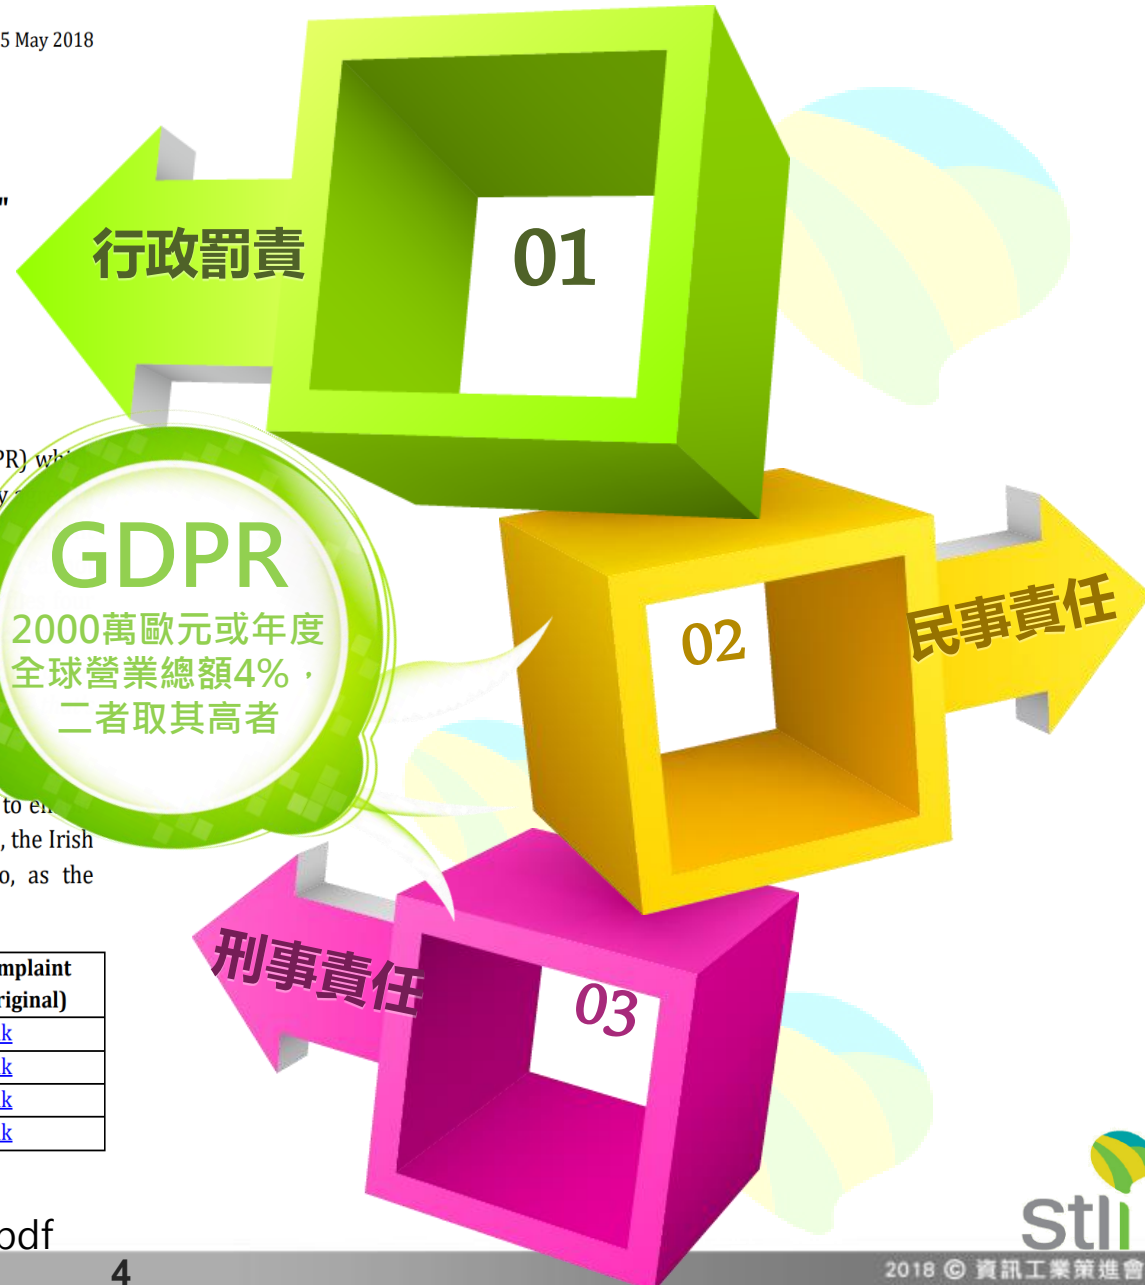 5 May 2018
"
行政罰責
01
PR)
GDPR
2000萬歐元或年度
全球營業總額4%，
二者取其高者
02
民事責任
to
, the Irish
o, as the
刑事責任
03
mplaint
riginal)
k
k
k
k
pdf
stli
4
2018 © 資訊工業策進會